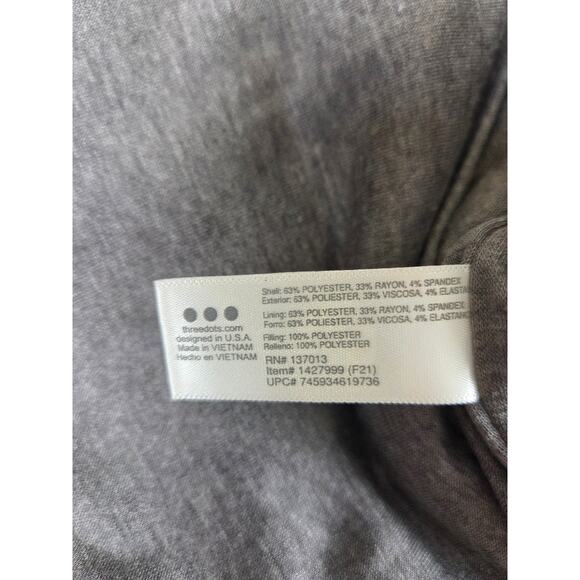 threedots.com
designed in U.S.A.
Made in VIETNAM
Hecho en VIETNAM
Shell: 63% POLYESTER, 33% RAYON, 4% SPANDEX
Exterior: 63% POLIESTER, 33% VISCOSA, 4% ELASTAN
Lining: 63% POLYESTER, 33% RAYON, 4% SPANDEX
Forro: 63% POLIESTER, 33% VICOSA, 4% ELASTANO
Filling: 100% POLYESTER
Relleno: 100% POLYESTER
RN# 137013
Item# 1427999 (F21)
UPC# 745934619736